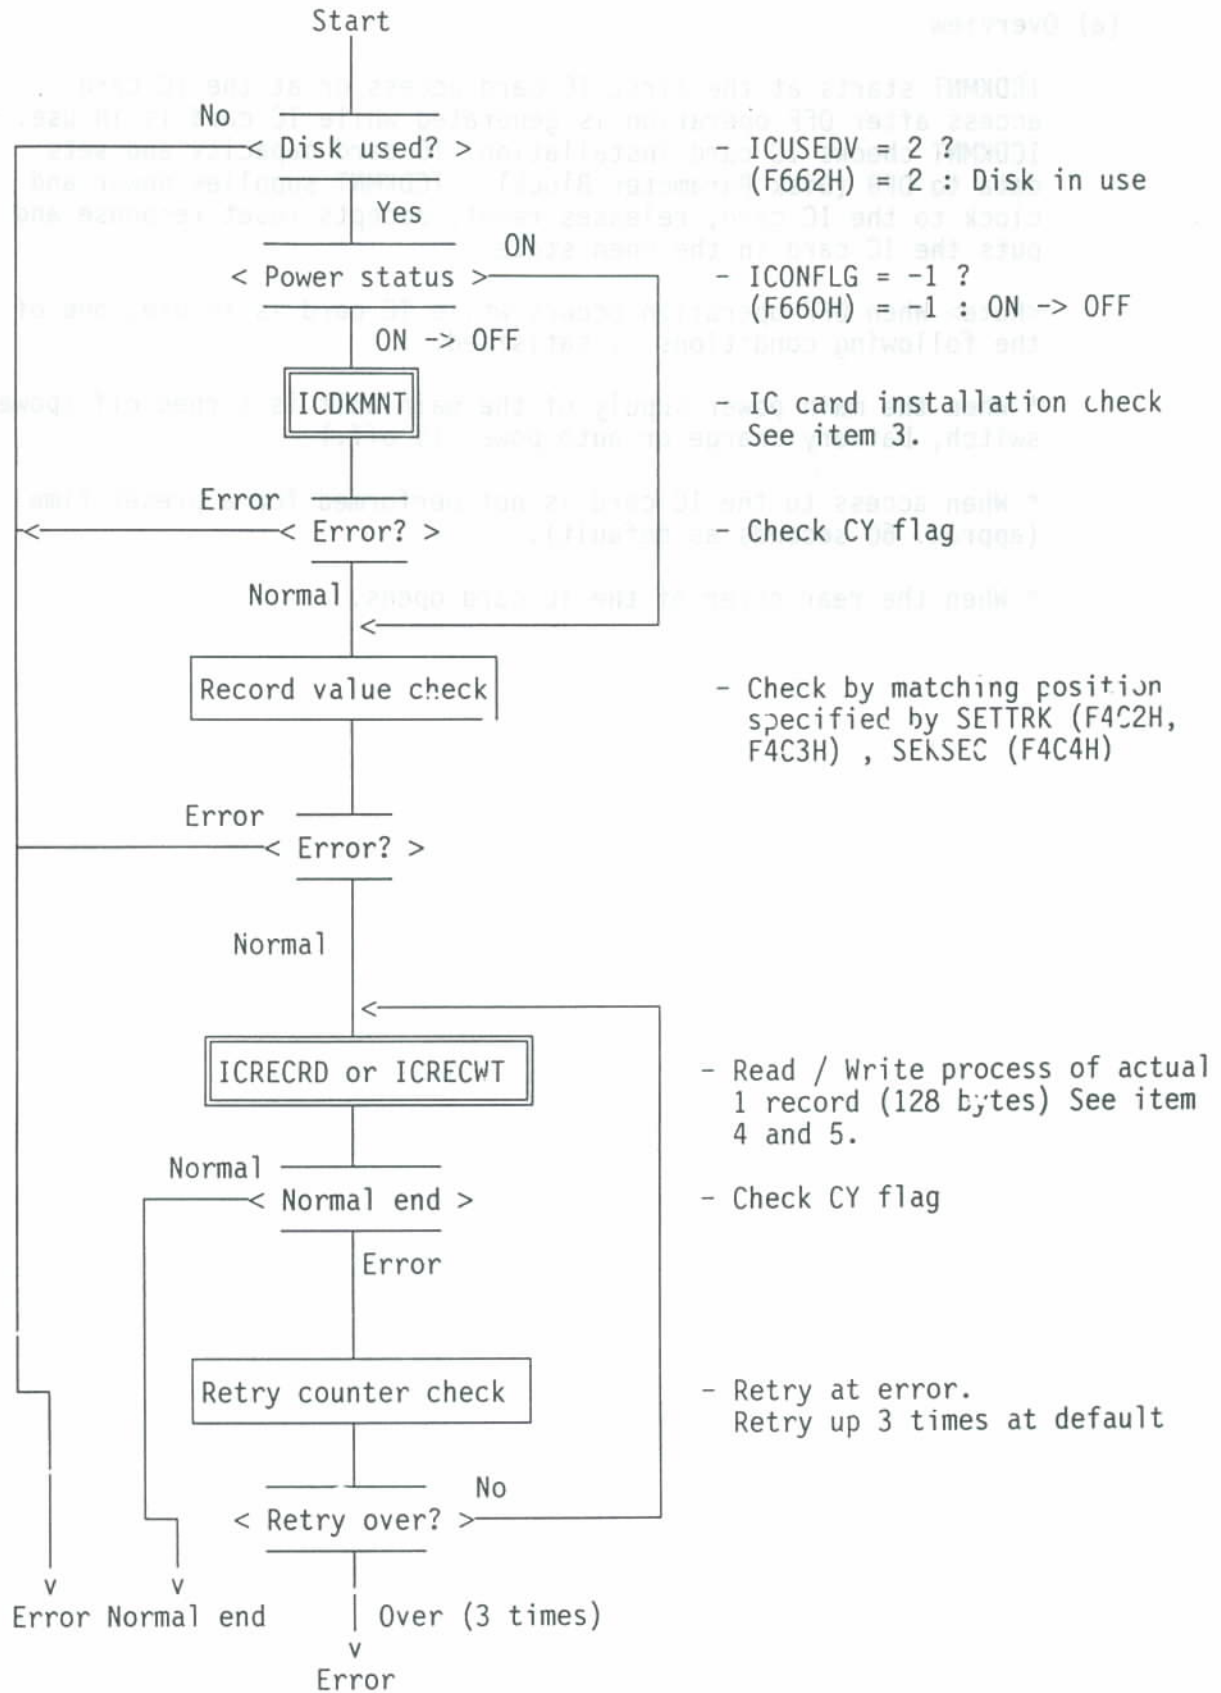 Start
No
< Disk used? >
- ICUSEDV = 2 ?
(F662H) = 2 : Disk in use
Yes
ON
< Power status >
- ICONFLG = -1 ?
(F660H) = -1 : ON -> OFF
ON -> OFF
ICDKMNT
- IC card installation check
See item 3.
Error
< Error? >
- Check CY flag
Normal
Record value check
- Check by matching position
specified by SETTRK (F4C2H,
F4C3H) , SEKSEC (F4C4H)
Error
< Error? >
Normal
ICRECRD or ICRECWT
- Read / Write process of actual
1 record (128 bytes) See item
4 and 5.
Normal
< Normal end >
- Check CY flag
Error
Retry counter check
- Retry at error.
Retry up 3 times at default
No
< Retry over? >
Error Normal end
Over (3 times)
Error